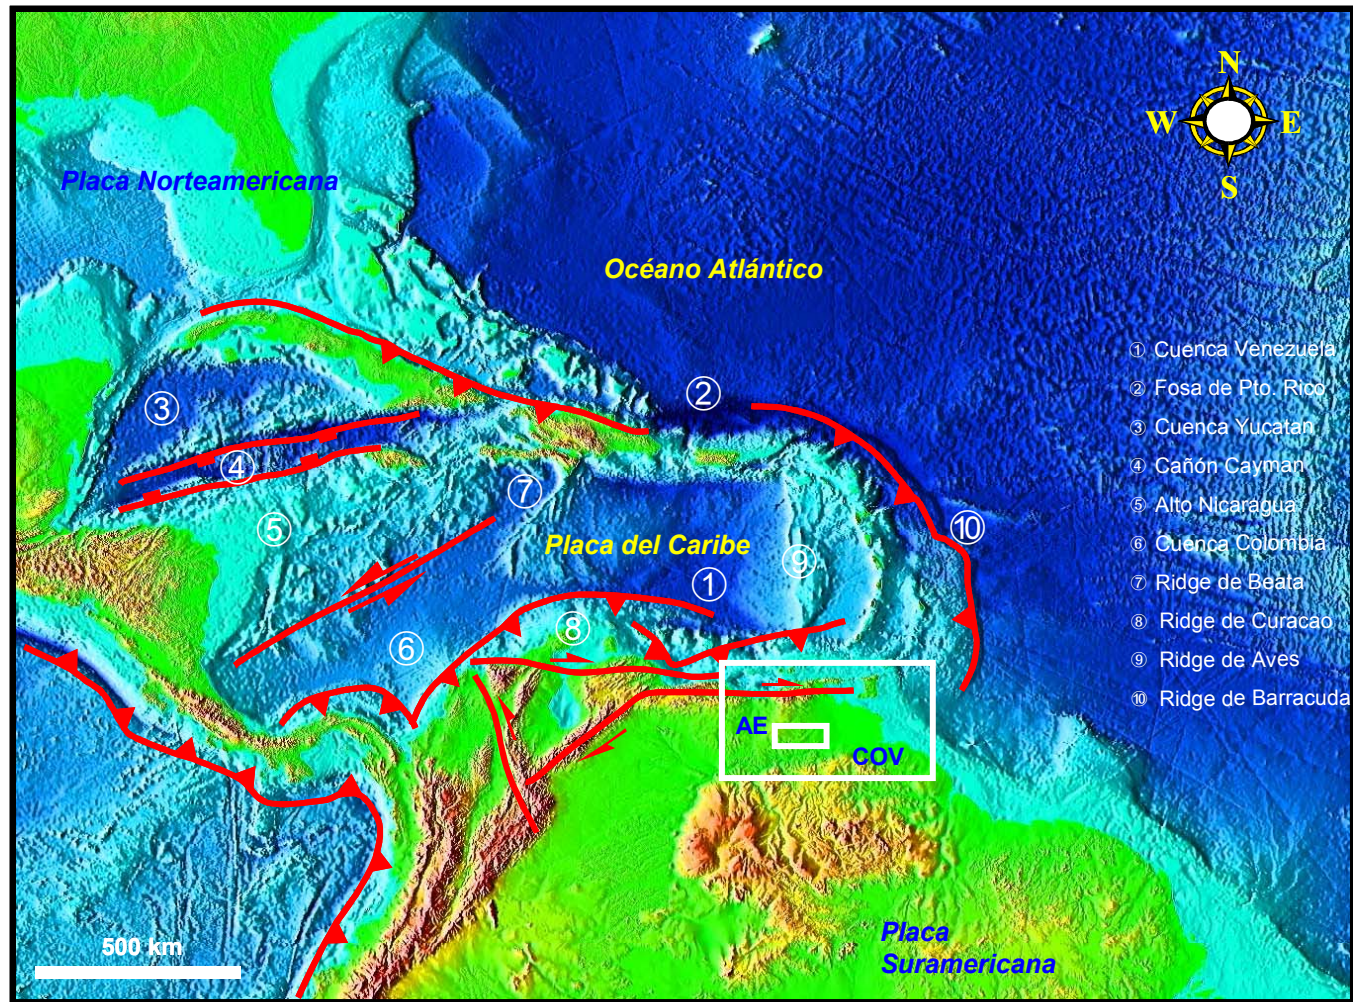 N
W E
S
Placa Norteamericana
Océano Atlántico
① Cuenca Venezuela
② Fosa de Pto. Rico
③ Cuenca Yucatan
④ Cañón Cayman
⑤ Alto Nicaragua
⑥ Cuenca Colombia
⑦ Ridge de Beata
⑧ Ridge de Curacao
⑨ Ridge de Aves
⑩ Ridge de Barracuda
②
③
④
⑦
⑤
⑩
Placa del Caribe
⑨
①
⑧
⑥
AE
COV
500 km
Placa
Suramericana